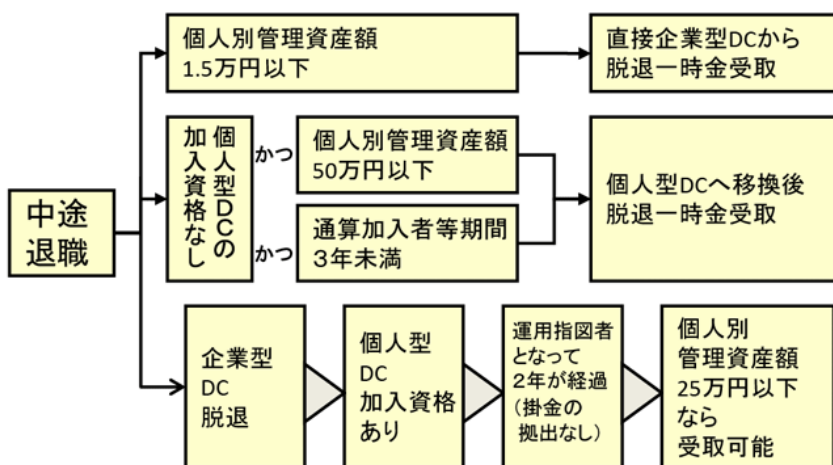 個人別管理資産額
1.5万円以下
直接企業型DCから
脱退一時金受取
中途
退職
個人型DCの
加入資格なし
かつ
個人別管理資産額
50万円以下
かつ
通算加入者等期間
3年未満
個人型DCへ移換後
脱退一時金受取
企業型
DC
脱退
個人型
DC
加入資格
あり
運用指図者
となって
2年が経過
(掛金の
拠出なし)
個人別
管理資産額
25万円以下
なら
受取可能